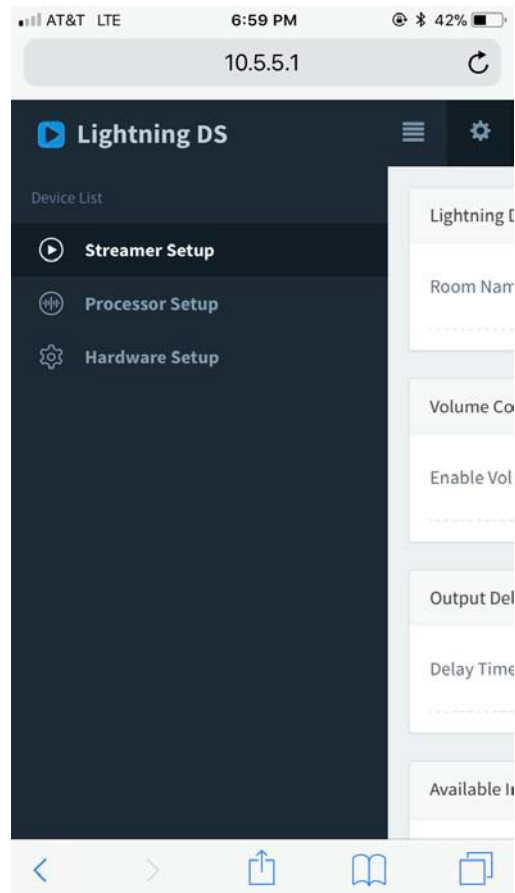 AT&T LTE 6:59 PM 42%
10.5.5.1
Lightning DS
Device List
Streamer Setup
Processor Setup
Hardware Setup
Lightning D
Room Nam
Volume Co
Enable Vol
Output Del
Delay Time
Available In